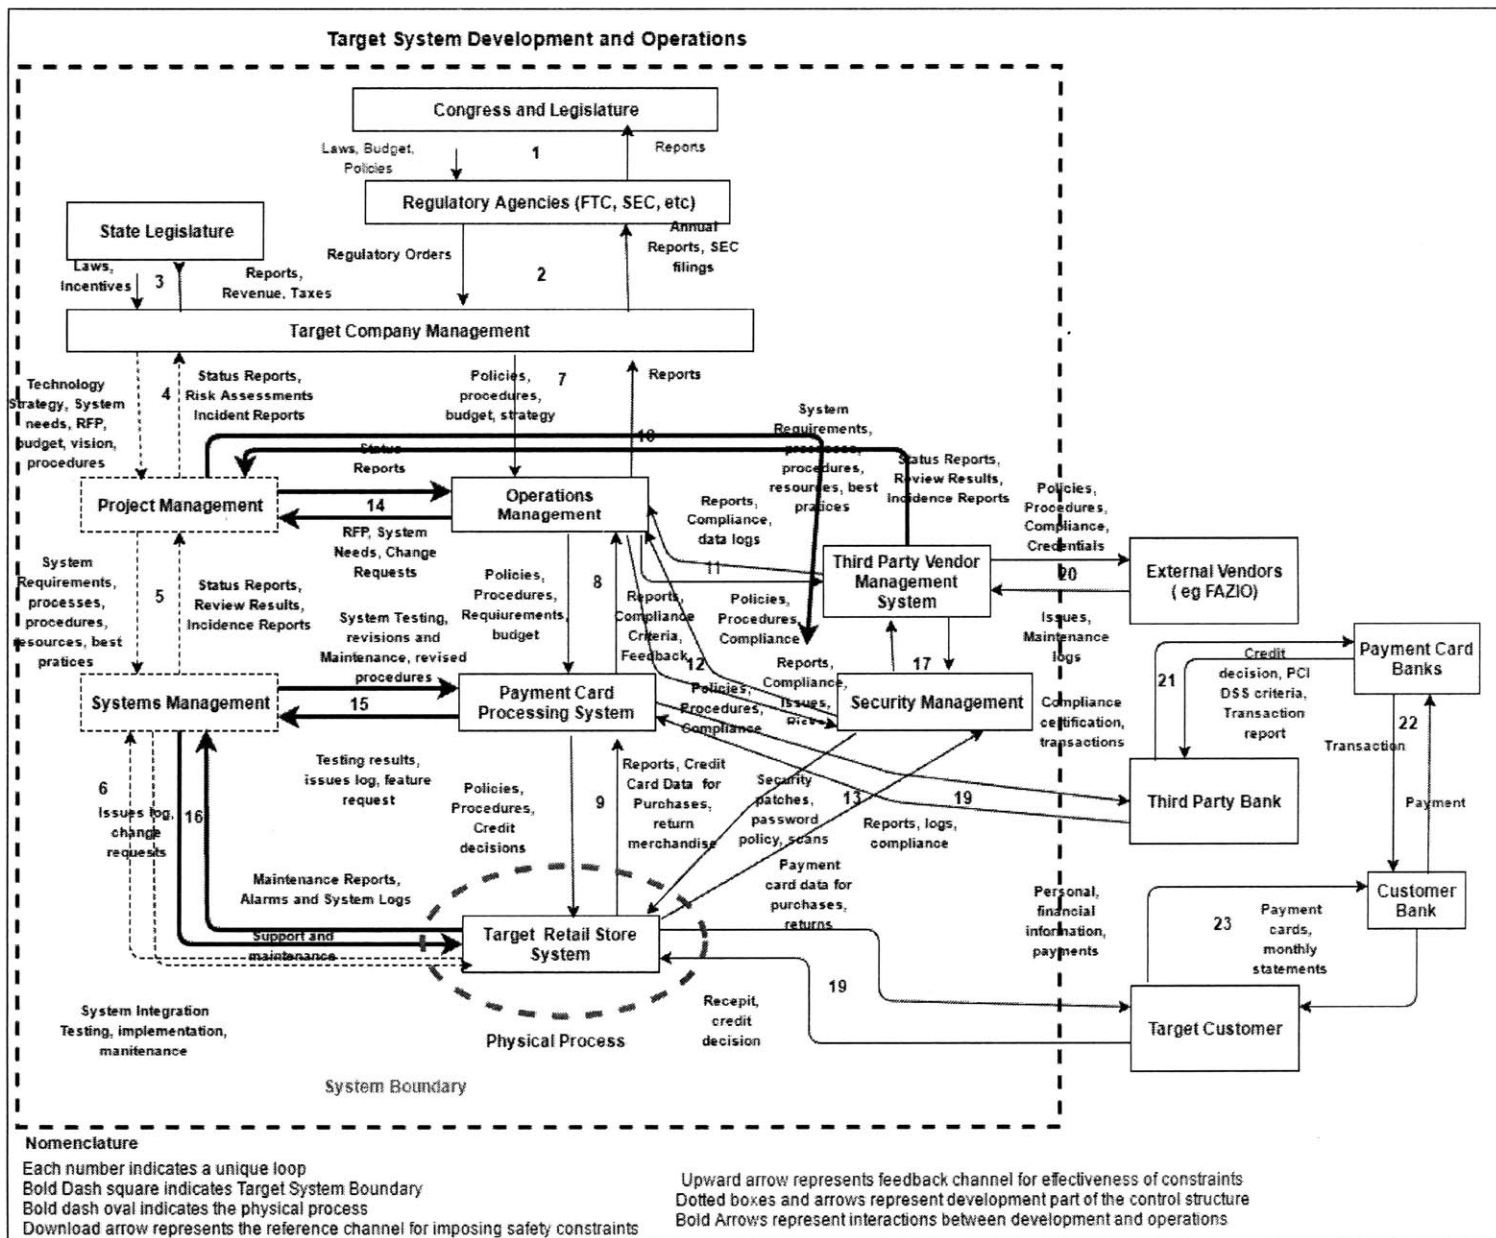 Target System Development and Operations
Congress and Legislature
Laws, Budget,
Policies
1
Reports
Regulatory Agencies (FTC, SEC, etc)
State Legislature
Regulatory Orders
2
Annual
Reports, SEC
filings
Laws,
Incentives
3
Reports,
Revenue, Taxes
Target Company Management
Technology
Strategy, System
needs, RFP,
budget, vision,
procedures
4
Status Reports,
Risk Assessments
Incident Reports
Policies,
procedures,
budget, strategy
7
Reports
System
Requirements,
processes,
procedures,
resources, best
pratices
Status
Reports
Status Reports,
Review Results,
Incidence Reports
Project Management
14
RFP, System
Needs, Change
Requests
Operations
Management
Reports,
Compliance,
data logs
11
Third Party Vendor
Management
System
Policies,
Procedures,
Compliance,
Credentials
20
External Vendors
( eg FAZIO)
Issues,
Maintenance
logs
System
Requirements,
processes,
procedures,
resources, best
pratices
5
Status Reports,
Review Results,
Incidence Reports
System Testing,
revisions and
Maintenance, revised
procedures
Policies,
Procedures,
Requiurements,
budget
8
Reports,
Compliance
Criteria,
Feedback
12
Policies,
Procedures,
Compliance
Policies,
Procedures,
Compliance
Reports,
Compliance,
Issues,
17
Systems Management
15
Payment Card
Processing System
Security Management
Compliance
certification,
transactions
21
Credit
decision, PCI
DSS criteria,
Transaction
report
Payment Card
Banks
22
Transaction
Payment
Third Party Bank
Testing results,
issues log, feature
request
6
Issues log,
change
requests
16
Policies,
Procedures,
Credit
decisions
9
Reports, Credit
Card Data for
Purchases,
return
merchandise
Security
patches,
password
policy, scans
13
19
Reports, logs,
compliance
Payment
card data for
purchases,
returns
Personal,
financial
information,
payments
Customer
Bank
23
Payment
cards,
monthly
statements
Maintenance Reports,
Alarms and System Logs
Support and
maintenance
Target Retail Store
System
Physical Process
19
Recepit,
credit
decision
Target Customer
System Integration
Testing, implementation,
manitenance
System Boundary
Nomenclature
Each number indicates a unique loop
Bold Dash square indicates Target System Boundary
Bold dash oval indicates the physical process
Download arrow represents the reference channel for imposing safety constraints
Upward arrow represents feedback channel for effectiveness of constraints
Dotted boxes and arrows represent development part of the control structure
Bold Arrows represent interactions between development and operations